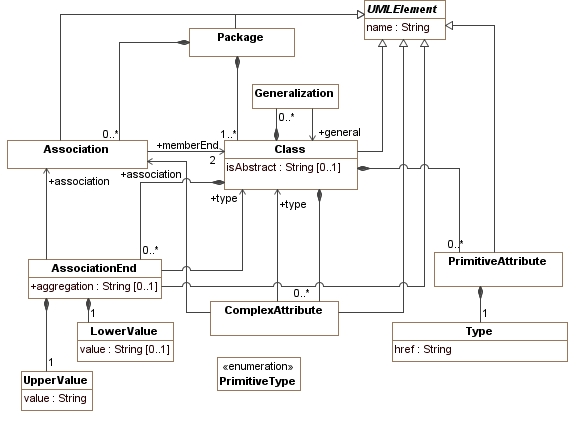 UMLElement
name : String
Package
Generalization
0..*
0..*
1..*
+general
Association
+memberEnd
2
Class
isAbstract : String [0..1]
+association
+association
+type
+type
0..*
0..*
AssociationEnd
+aggregation : String [0..1]
PrimitiveAttribute
0..*
ComplexAttribute
1
1
LowerValue
value : String [0..1]
Type
href : String
1
UpperValue
value : String
«enumeration»
PrimitiveType